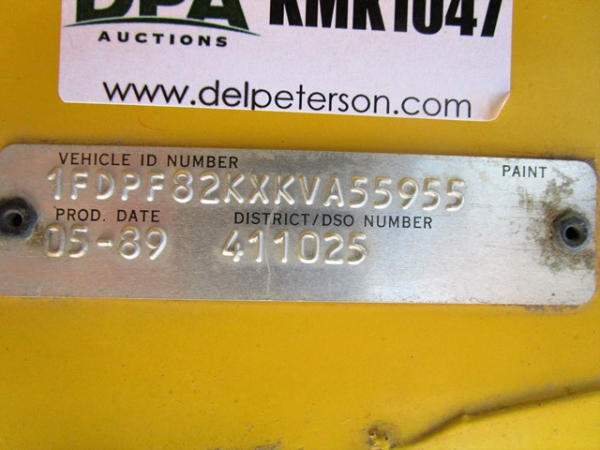 DPA KMK1047
AUCTIONS
www.delpeterson.com
VEHICLE ID NUMBER PAINT
1FDPF82KXKVA55955
PROD. DATE DISTRICT/DSO NUMBER
05-89 411025